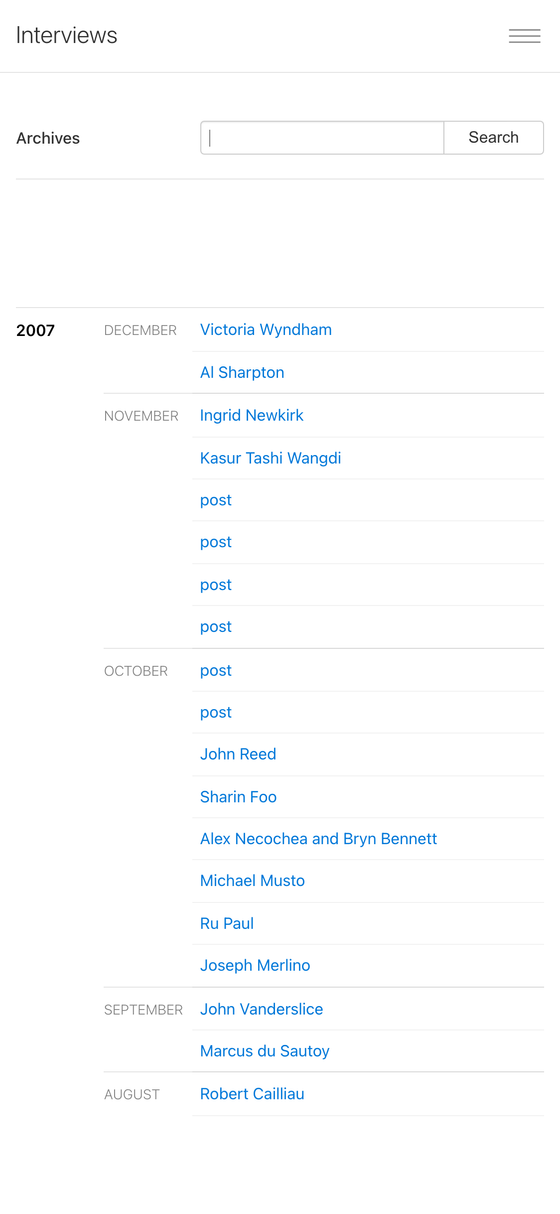 Interviews
Archives
Search
2007 DECEMBER Victoria Wyndham
Al Sharpton
NOVEMBER Ingrid Newkirk
Kasur Tashi Wangdi
post
post
post
post
OCTOBER post
post
John Reed
Sharin Foo
Alex Necochea and Bryn Bennett
Michael Musto
Ru Paul
Joseph Merlino
SEPTEMBER John Vanderslice
Marcus du Sautoy
AUGUST Robert Cailliau